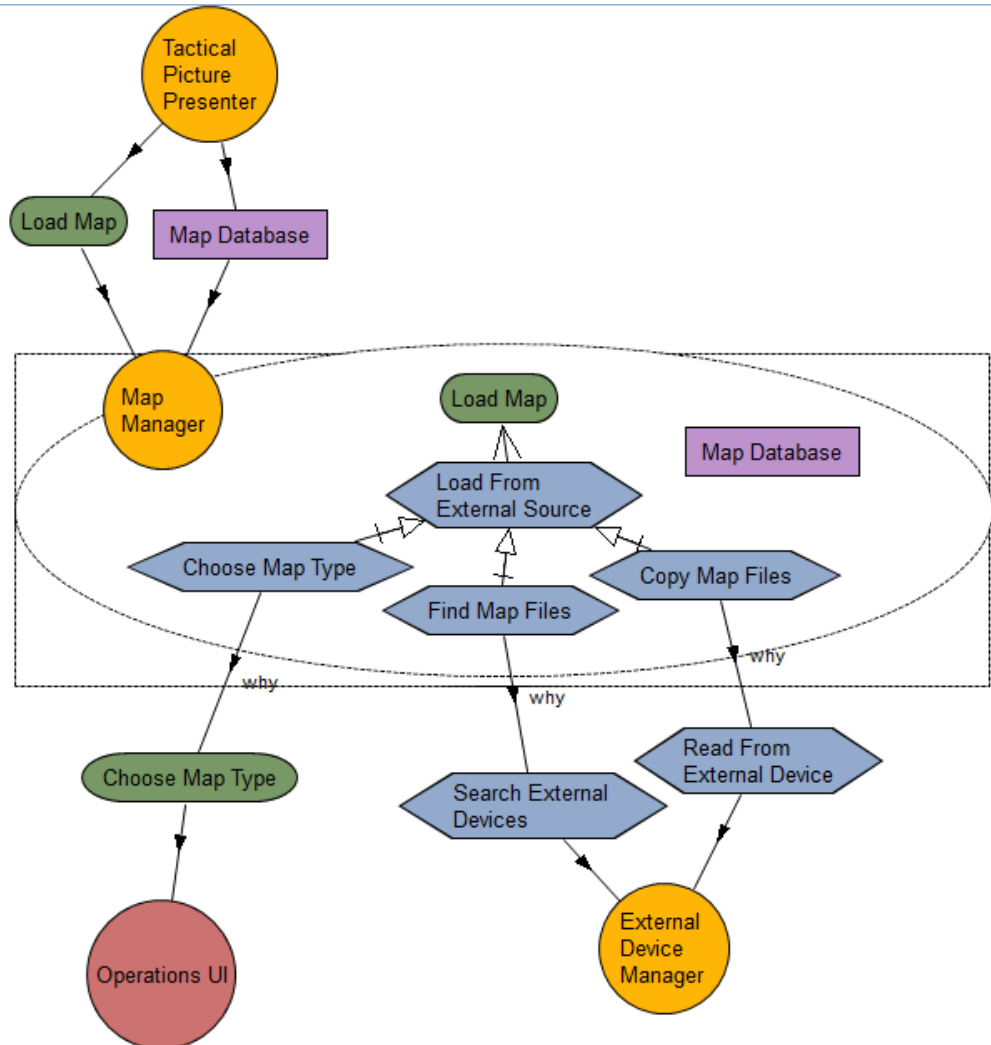 Tactical
Picture
Presenter
Load Map
Map Database
Map
Manager
Load Map
Map Database
Load From
External Source
Choose Map Type
Copy Map Files
Find Map Files
why
why
why
Choose Map Type
Read From
External Device
Search External
Devices
Operations UI
External
Device
Manager